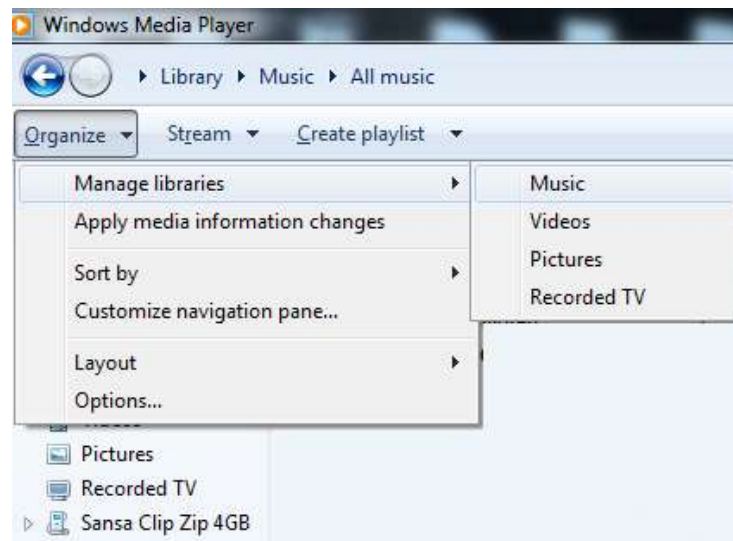 Windows Media Player
Library Music All music
Organize Stream Create playlist
Manage libraries
Apply media information changes
Sort by
Customize navigation pane...
Layout
Options...
Music
Videos
Pictures
Recorded TV
Pictures
Recorded TV
Sansa Clip Zip 4GB